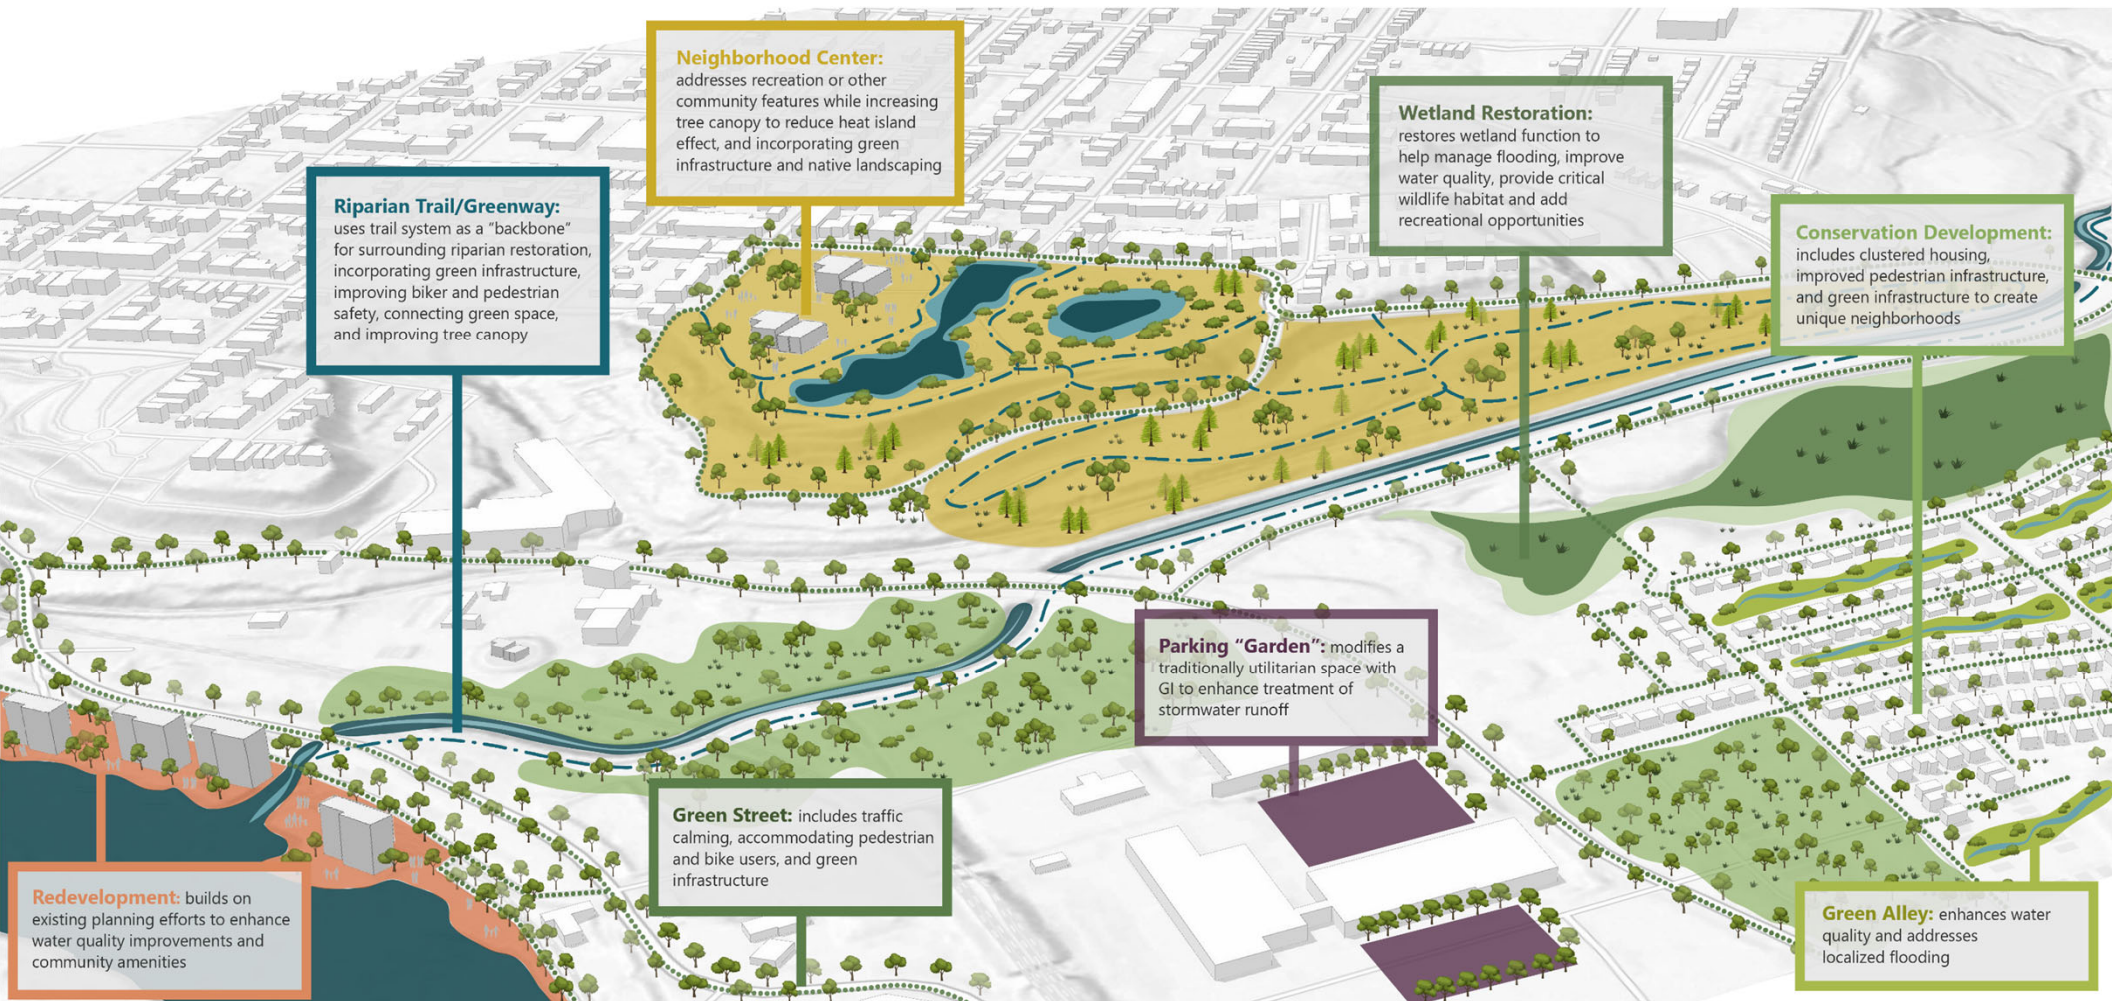 Neighborhood Center:
addresses recreation or other
community features while increasing
tree canopy to reduce heat island
effect, and incorporating green
infrastructure and native landscaping
Wetland Restoration:
restores wetland function to
help manage flooding, improve
water quality, provide critical
wildlife habitat and add
recreational opportunities
Riparian Trail/Greenway:
uses trail system as a "backbone"
for surrounding riparian restoration,
incorporating green infrastructure,
improving biker and pedestrian
safety, connecting green space,
and improving tree canopy
Conservation Development:
includes clustered housing,
improved pedestrian infrastructure,
and green infrastructure to create
unique neighborhoods
Parking “Garden”: modifies a
traditionally utilitarian space with
GI to enhance treatment of
stormwater runoff
Green Street: includes traffic
calming, accommodating pedestrian
and bike users, and green
infrastructure
Redevelopment: builds on
existing planning efforts to enhance
water quality improvements and
community amenities
Green Alley: enhances water
quality and addresses
localized flooding